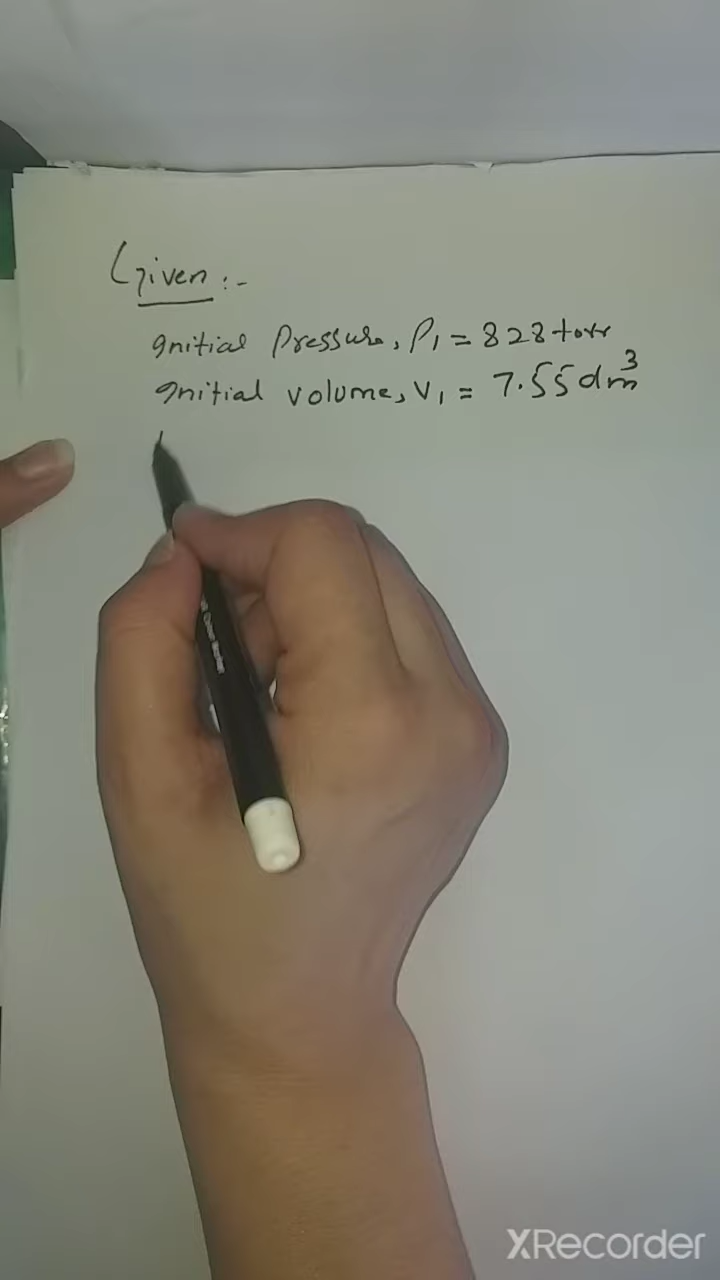 Given :-
Initial Pressure, P1 = 828 torr
Initial volume, V1 = 7.55 dm³
XRecorder